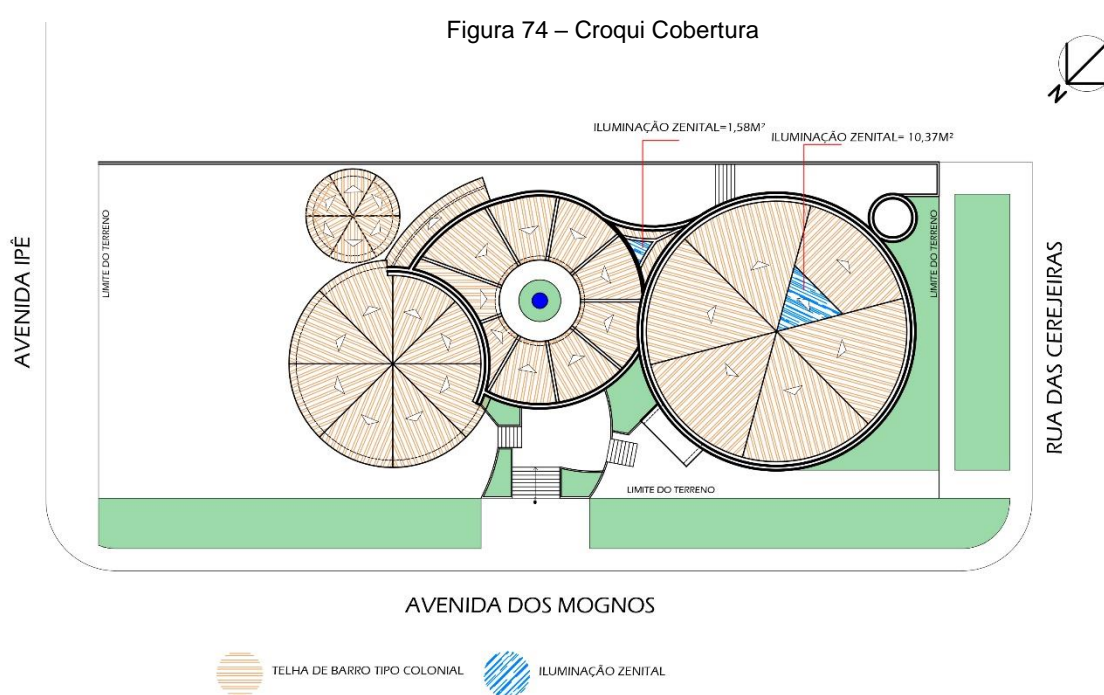 Figura 74 – Croqui Cobertura
N
ILUMINAÇÃO ZENITAL=1,58M²
ILUMINAÇÃO ZENITAL= 10,37M²
AVENIDA IPÊ
LIMITE DO TERRENO
LIMITE DO TERRENO
RUA DAS CEREJEIRAS
LIMITE DO TERRENO
AVENIDA DOS MOGNOS
TELHA DE BARRO TIPO COLONIAL
ILUMINAÇÃO ZENITAL